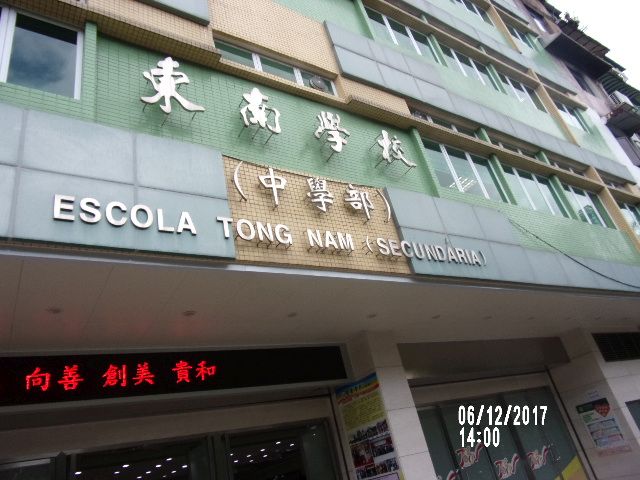 東南學校
(中學部)
ESCOLA TONG NAM (SECUNDÁRIA)
向善 創美 貴和
06/12/2017
14:00